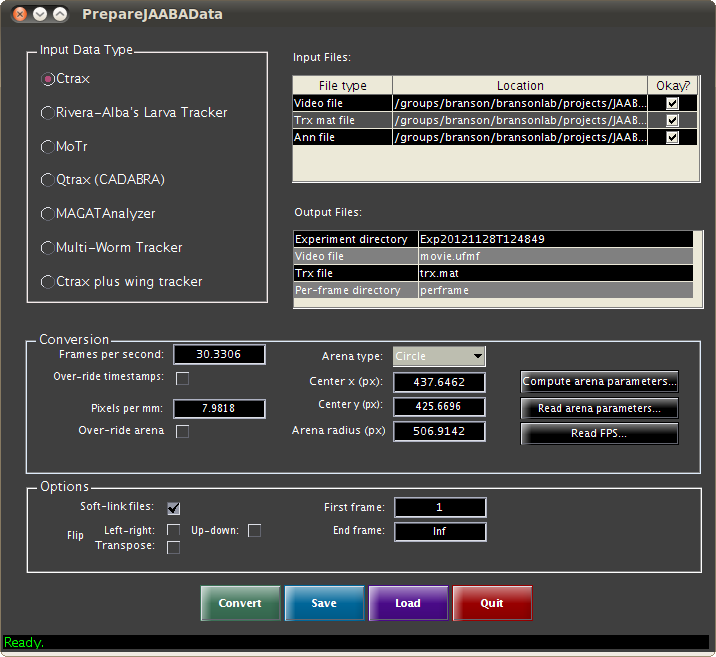 PrepareJAABAData
Input Data Type
Ctrax
Rivera-Alba's Larva Tracker
MoTr
Qtrax (CADABRA)
MAGATAnalyzer
Multi-Worm Tracker
Ctrax plus wing tracker
Input Files:
File type Location Okay?
Video file /groups/branson/bransonlab/projects/JAAB...
Trx mat file /groups/branson/bransonlab/projects/JAAB...
Ann file /groups/branson/bransonlab/projects/JAAB...
Output Files:
Experiment directory Exp20121128T124849
Video file movie.ufmf
Trx file trx.mat
Per-frame directory perframe
Conversion
Frames per second: 30.3306
Over-ride timestamps:
Pixels per mm: 7.9818
Over-ride arena
Arena type: Circle
Center x (px): 437.6462
Center y (px): 425.6696
Arena radius (px) 506.9142
Compute arena parameters...
Read arena parameters...
Read FPS...
Options
Soft-link files:
Flip Left-right: Up-down:
Transpose:
First frame: 1
End frame: Inf
Convert Save Load Quit
Ready.